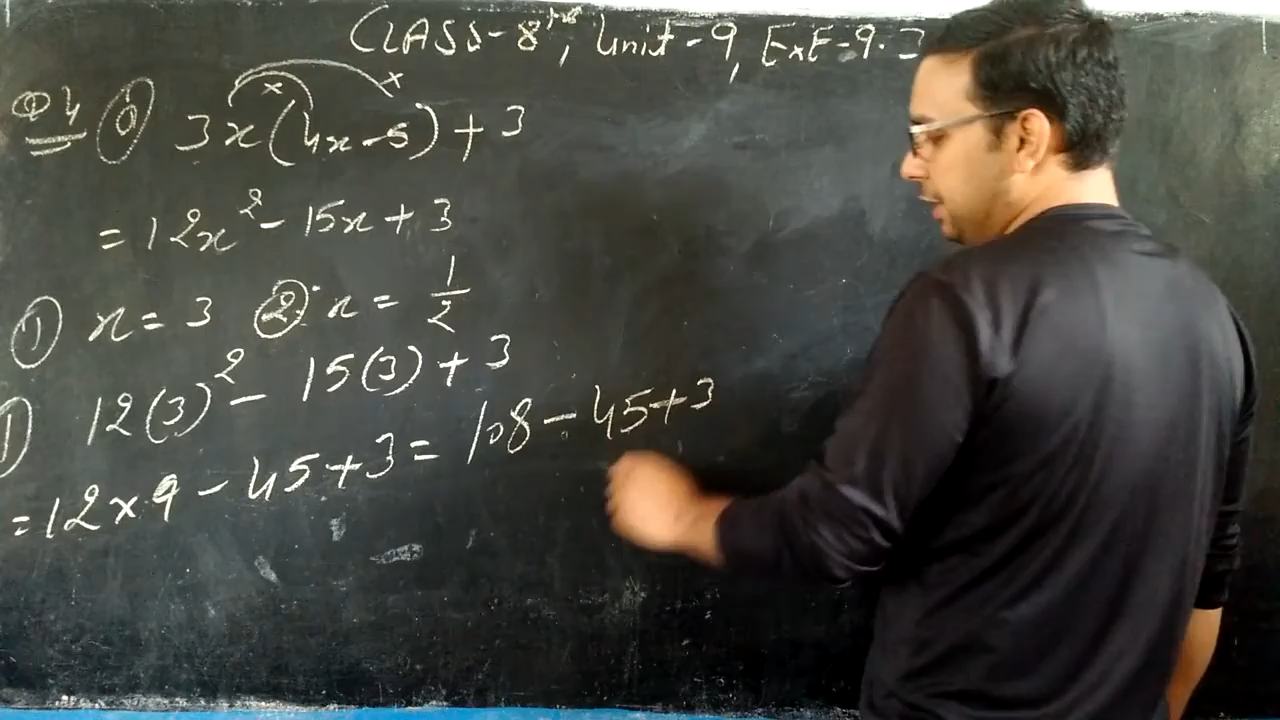 CLASS-8th, Unit-9, ExE-9.3
Q4 (b) 3x(4x-5)+3
= 12x² - 15x + 3
(1) x = 3 (2) x = 1/2
(1) 12(3)² - 15(3) + 3
= 12×9 - 45 + 3 = 108 - 45 + 3